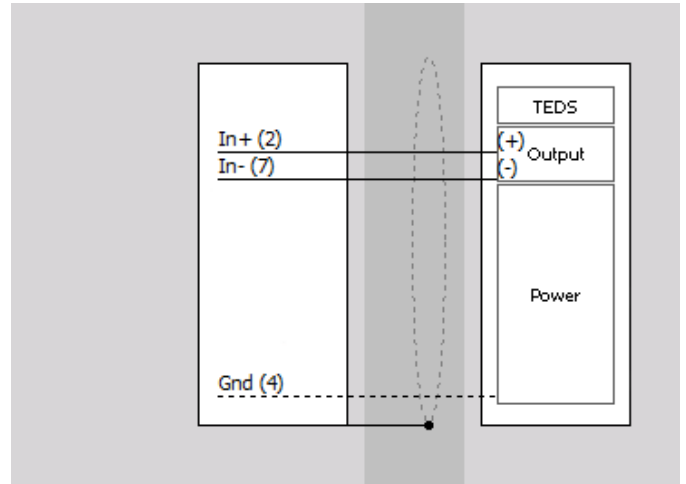 TEDS
In+ (2)
(+)
Output
In- (7)
(-)
Power
Gnd (4)